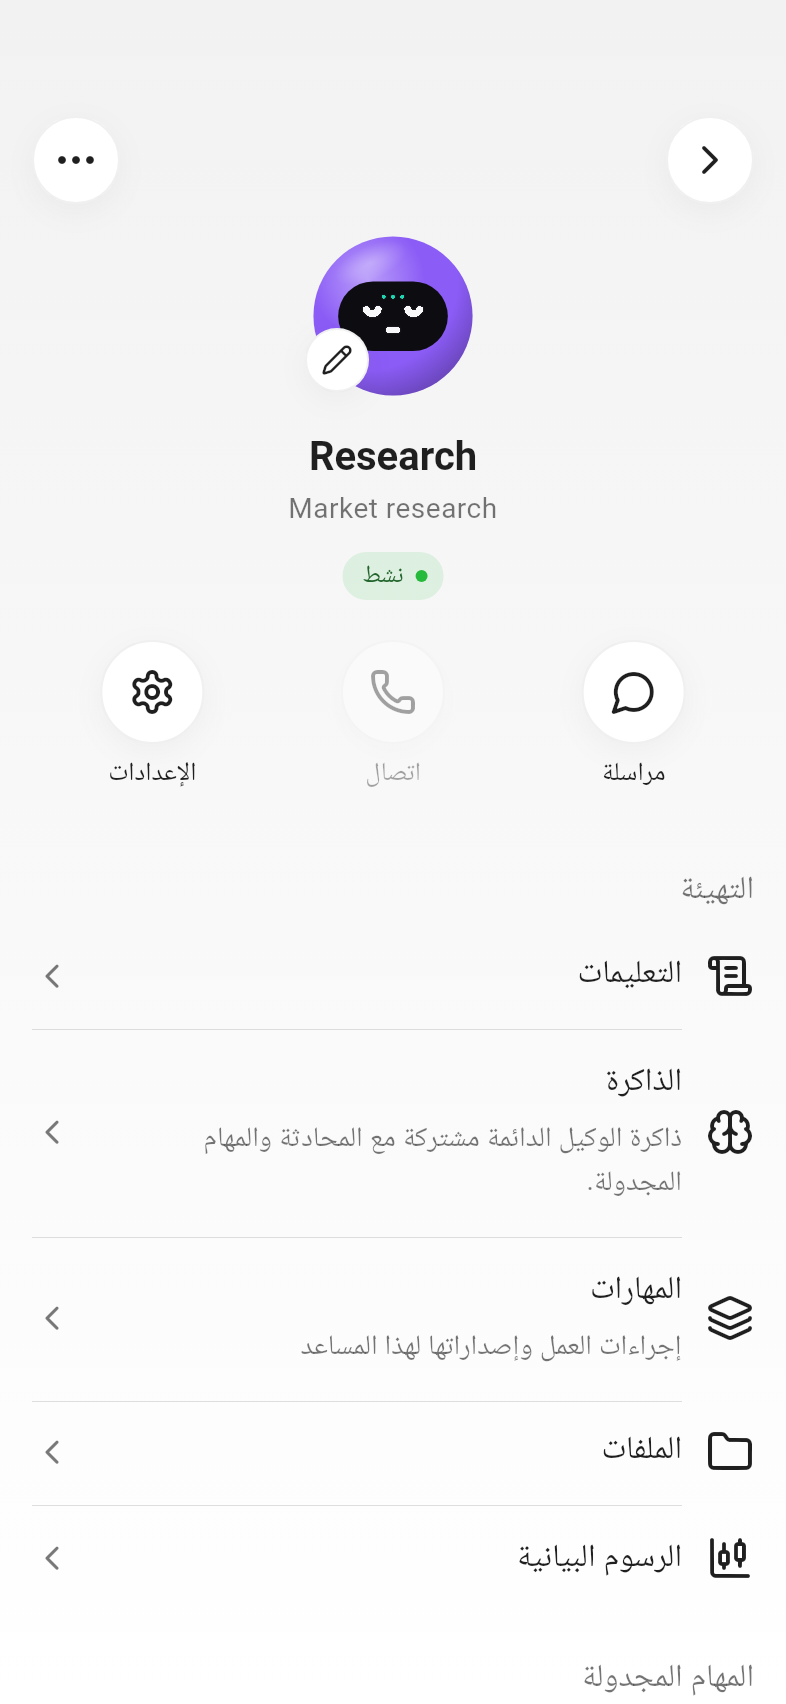 Research
Market research
نشط
مراسلة
اتصال
الإعدادات
التهيئة
التعليمات
الذاكرة
ذاكرة الوكيل الدائمة مشتركة مع المحادثة والمهام
المجدولة.
المهارات
إجراءات العمل وإصداراتها لهذا المساعد
الملفات
الرسوم البيانية
المهام المجدولة